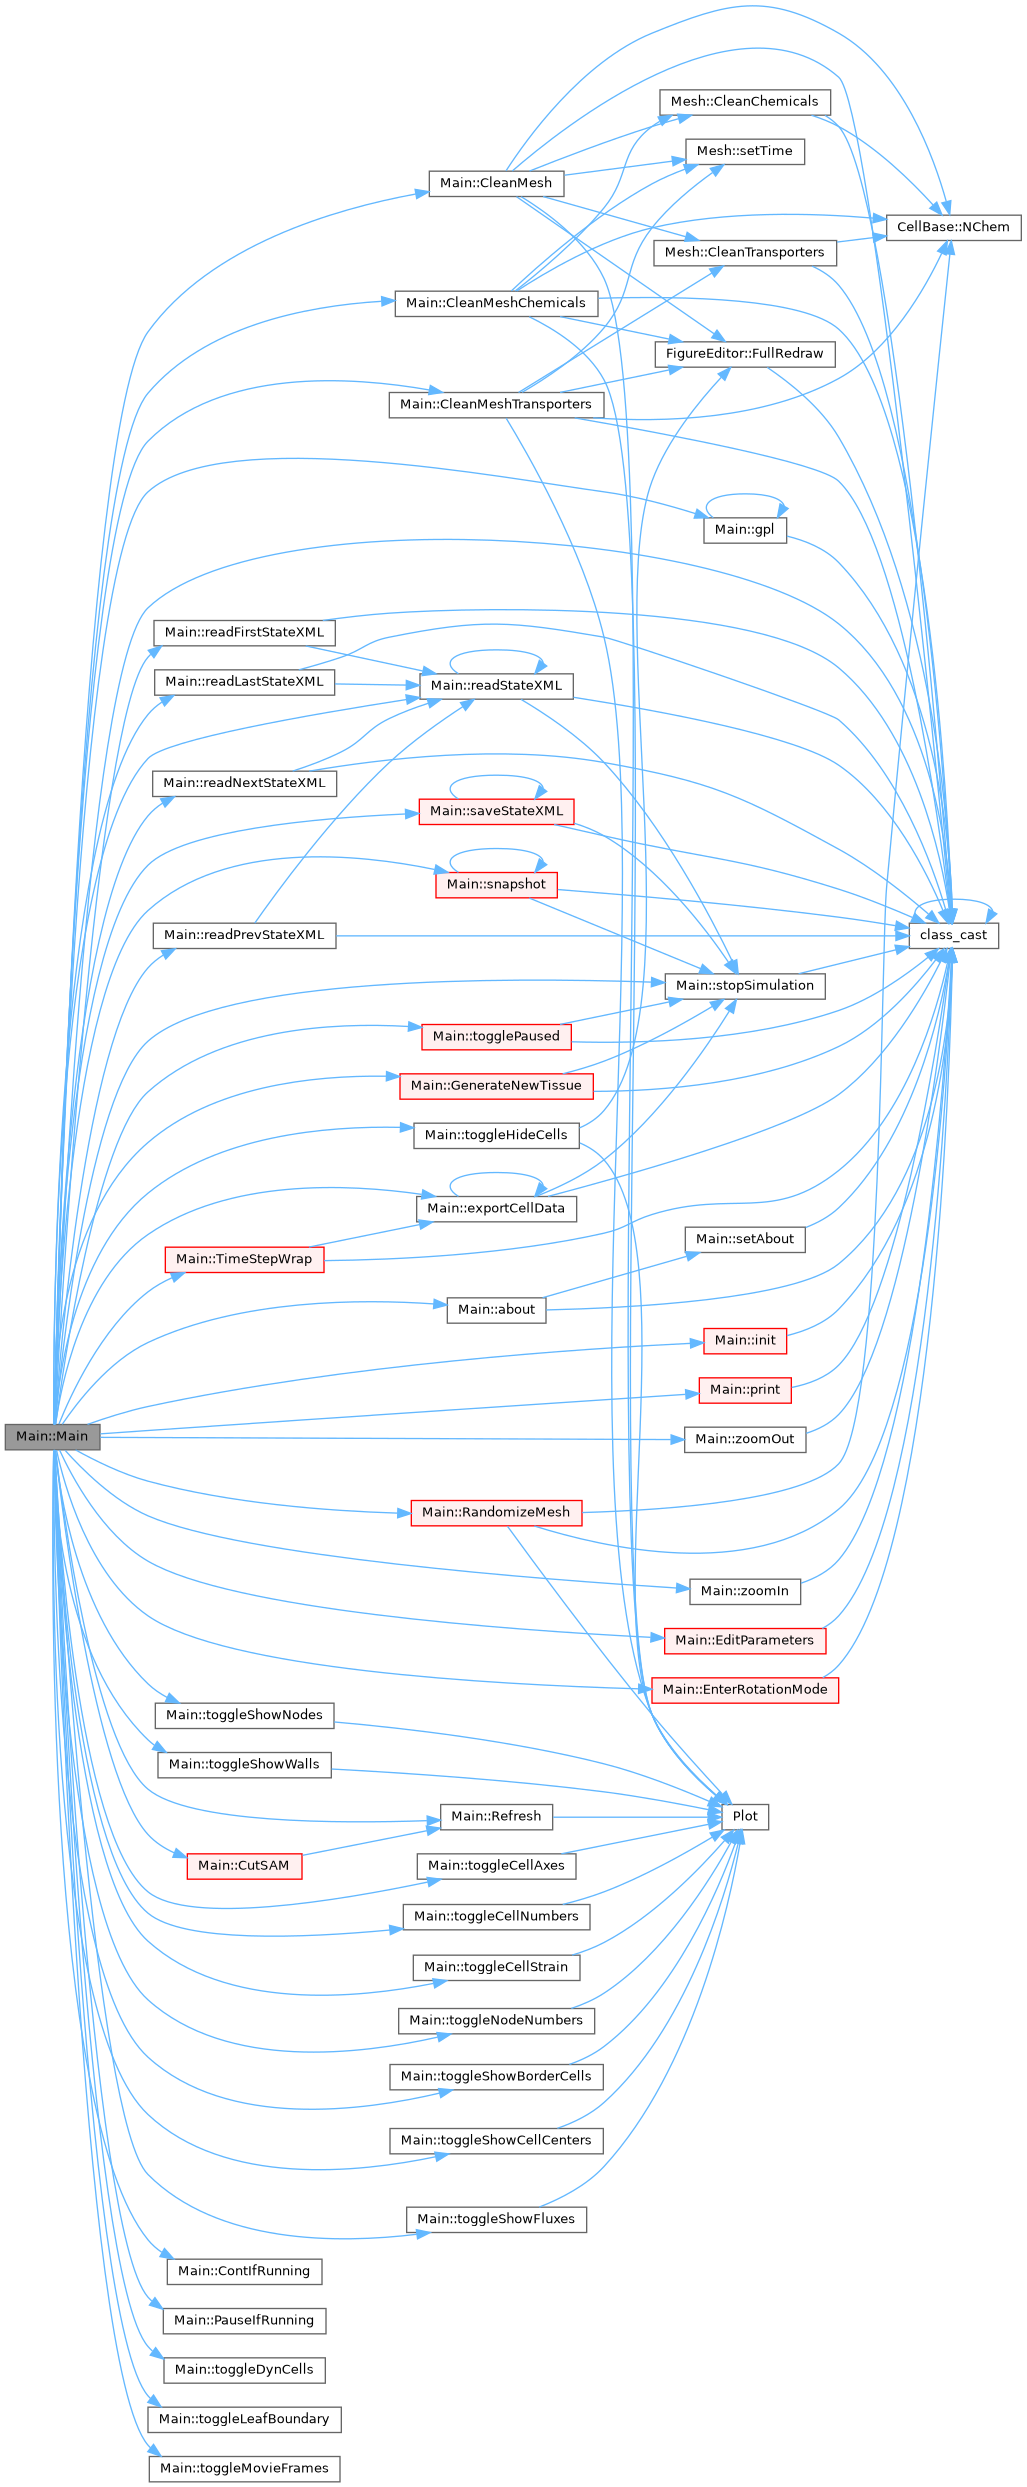 Mesh::CleanChemicals
Mesh::setTime
Main::CleanMesh
CellBase::NChem
Mesh::CleanTransporters
Main::CleanMeshChemicals
FigureEditor::FullRedraw
Main::CleanMeshTransporters
Main::gpl
Main::readFirstStateXML
Main::readLastStateXML
Main::readStateXML
Main::readNextStateXML
Main::saveStateXML
Main::snapshot
Main::readPrevStateXML
class_cast
Main::stopSimulation
Main::togglePaused
Main::GenerateNewTissue
Main::toggleHideCells
Main::exportCellData
Main::setAbout
Main::TimeStepWrap
Main::about
Main::init
Main::print
Main::Main
Main::zoomOut
Main::RandomizeMesh
Main::zoomIn
Main::EditParameters
Main::EnterRotationMode
Main::toggleShowNodes
Main::toggleShowWalls
Main::Refresh
Plot
Main::CutSAM
Main::toggleCellAxes
Main::toggleCellNumbers
Main::toggleCellStrain
Main::toggleNodeNumbers
Main::toggleShowBorderCells
Main::toggleShowCellCenters
Main::toggleShowFluxes
Main::ContIfRunning
Main::PauseIfRunning
Main::toggleDynCells
Main::toggleLeafBoundary
Main::toggleMovieFrames